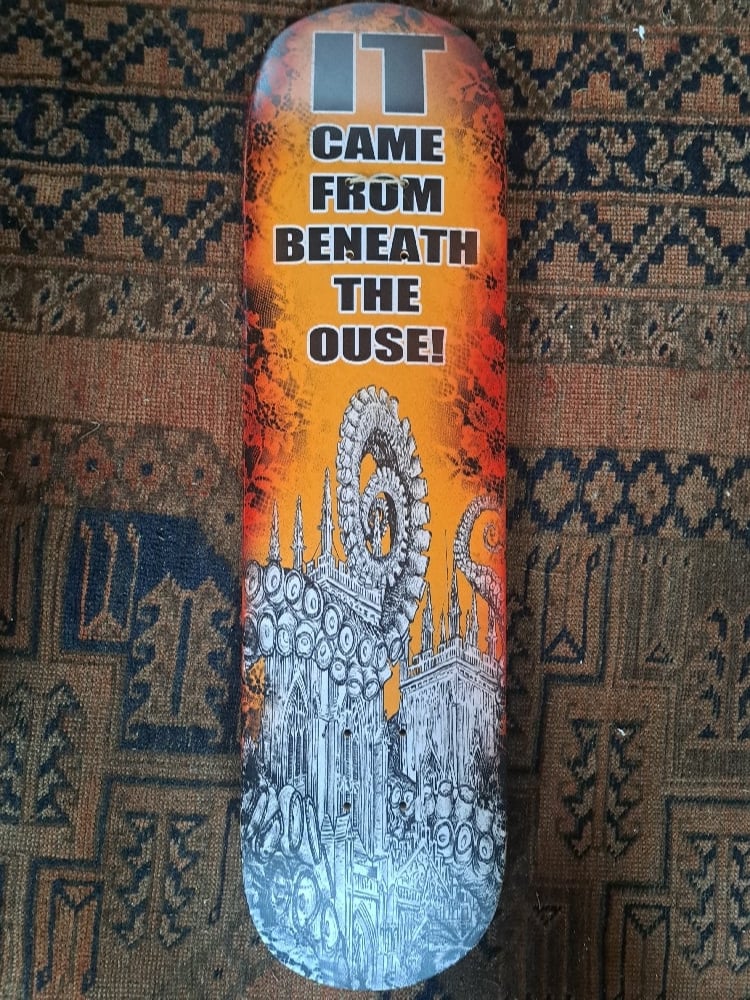 IT
CAME
FROM
BENEATH
THE
OUSE!